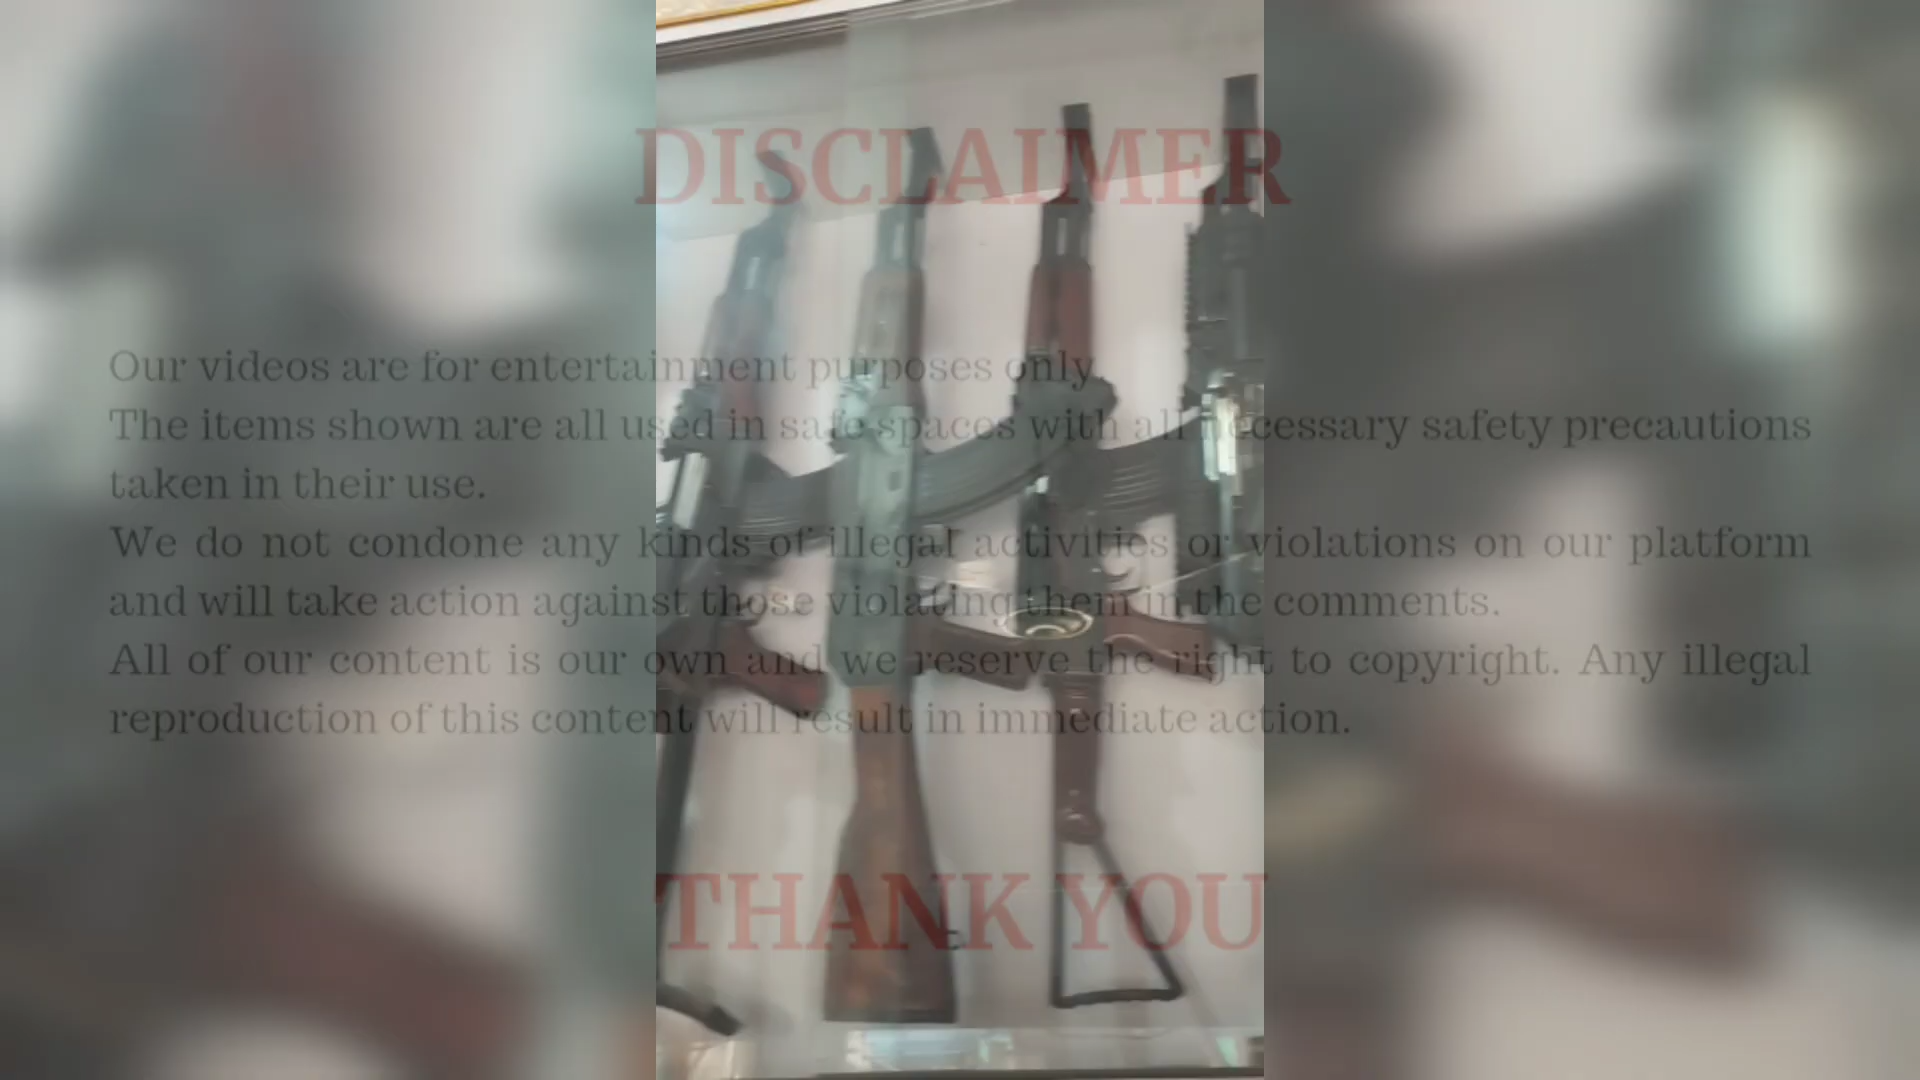 DISCLAIMER
Our videos are for entertainment purposes only.
The items shown are all used in safe spaces with all necessary safety precautions
taken in their use.
We do not condone any kinds of illegal activities or violations on our platform
and will take action against those violating them in the comments.
All of our content is our own and we reserve the right to copyright. Any illegal
reproduction of this content will result in immediate action.
THANK YOU